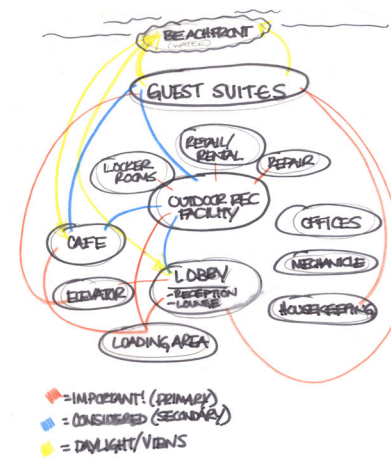 BEACHFRONT
(WATER)
GUEST SUITES
RETAIL/
RENTAL
LOCKER
ROOMS
REPAIR
OUTDOOR REC
FACILITY
OFFICES
CAFE
MECHANICLE
LOBBY
-RECEPTION
-LOUNGE
ELEVATOR
HOUSEKEEPING
LOADING AREA
=IMPORTANT! (PRIMARY)
=CONSIDERED (SECONDARY)
=DAYLIGHT/VIEWS